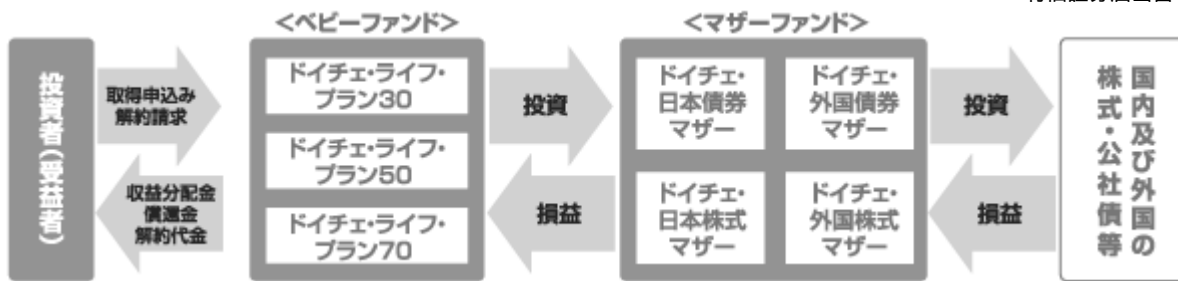 <ベビーファンド>
<マザーファンド>
投資者(受益者)
取得申込み
解約請求
収益分配金
償還金
解約代金
ドイチェ・ライフ・
プラン30
ドイチェ・ライフ・
プラン50
ドイチェ・ライフ・
プラン70
投資
損益
ドイチェ・
日本債券
マザー
ドイチェ・
外国債券
マザー
ドイチェ・
日本株式
マザー
ドイチェ・
外国株式
マザー
投資
損益
国内及び外国の
株式・公社債等